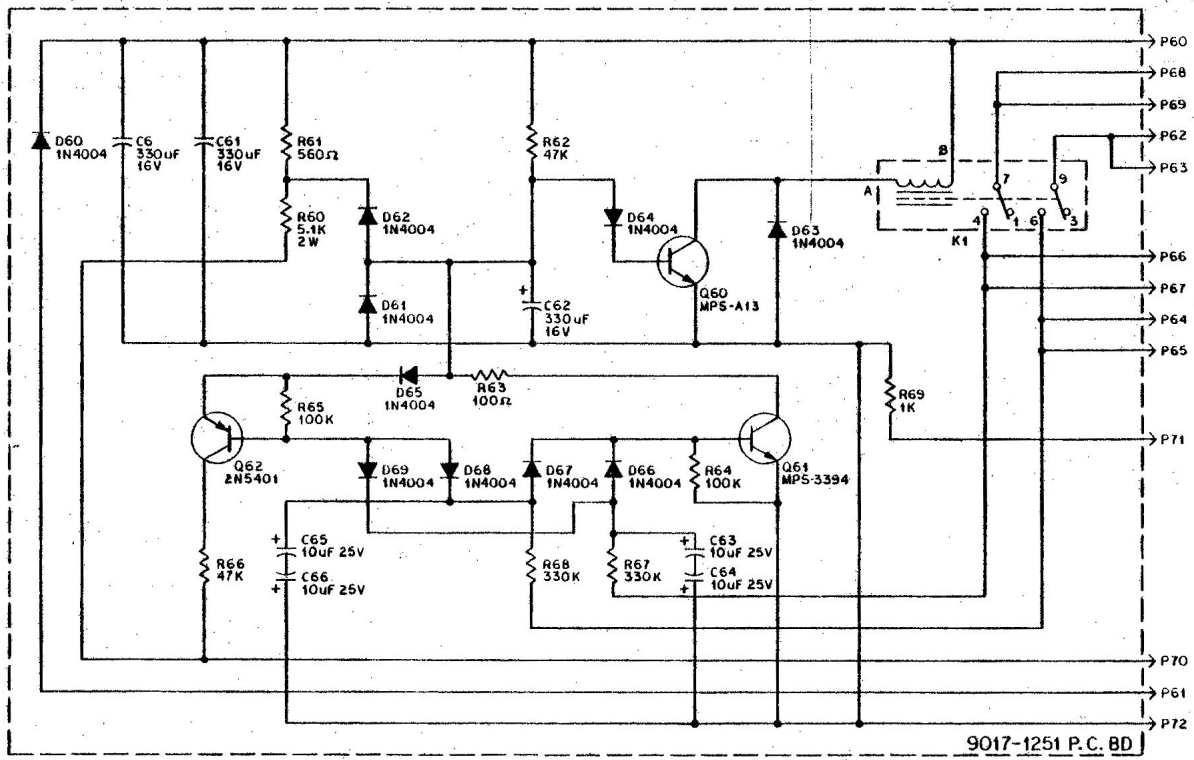 P60
P68
P69
P62
P63
D60
1N4004
C6
330uF
16V
C61
330uF
16V
R61
560Ω
R60
5.1K
2W
D62
1N4004
D61
1N4004
R62
47K
D64
1N4004
C62
330uF
16V
+
Q60
MPS-A13
D63
1N4004
A
B
7
9
4
1
6
3
K1
P66
P67
P64
P65
D65
1N4004
R63
100Ω
R65
100K
R69
1K
P71
Q62
2N5401
D69
1N4004
D68
1N4004
D67
1N4004
D66
1N4004
R64
100K
Q61
MPS-3394
R66
47K
+
C65
10uF 25V
C66
10uF 25V
+
R68
330K
R67
330K
+
C63
10uF 25V
C64
10uF 25V
+
P70
P61
P72
9017-1251 P.C. BD